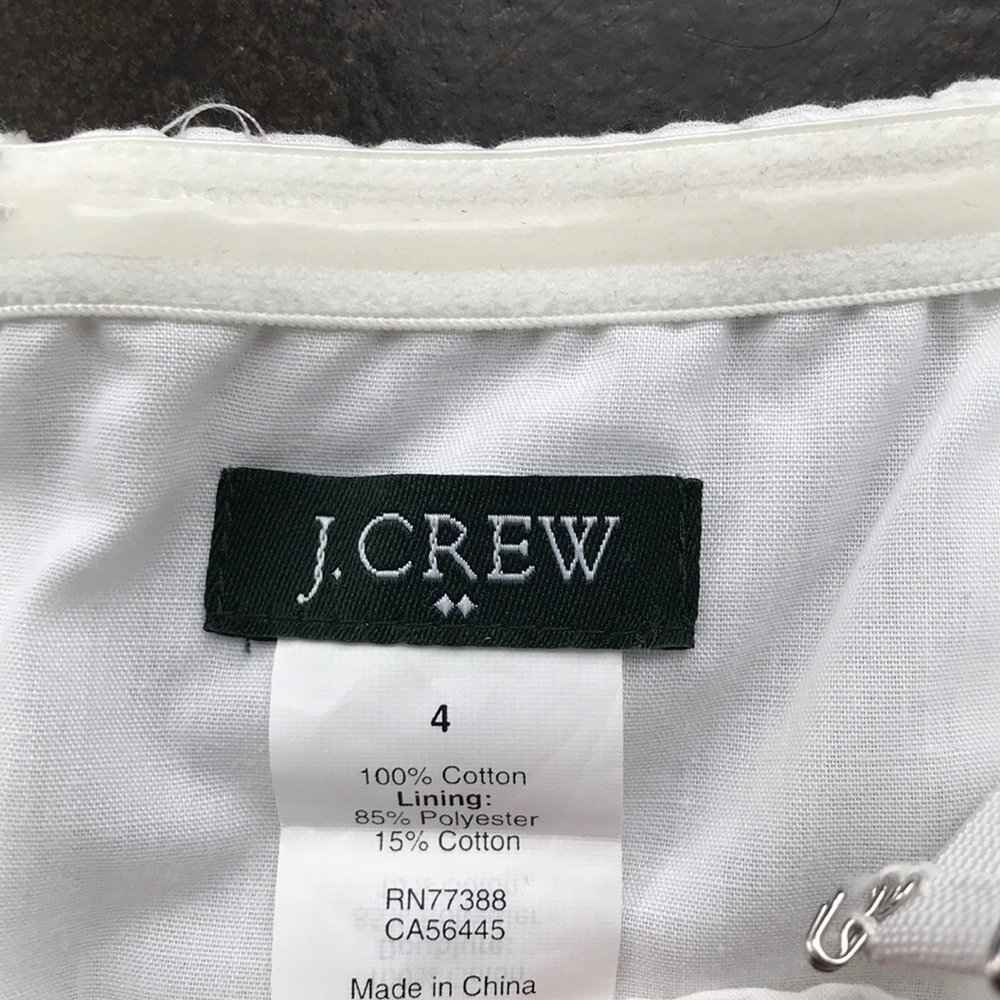 J.CREW
4
100% Cotton
Lining:
85% Polyester
15% Cotton
RN77388
CA56445
Made in China